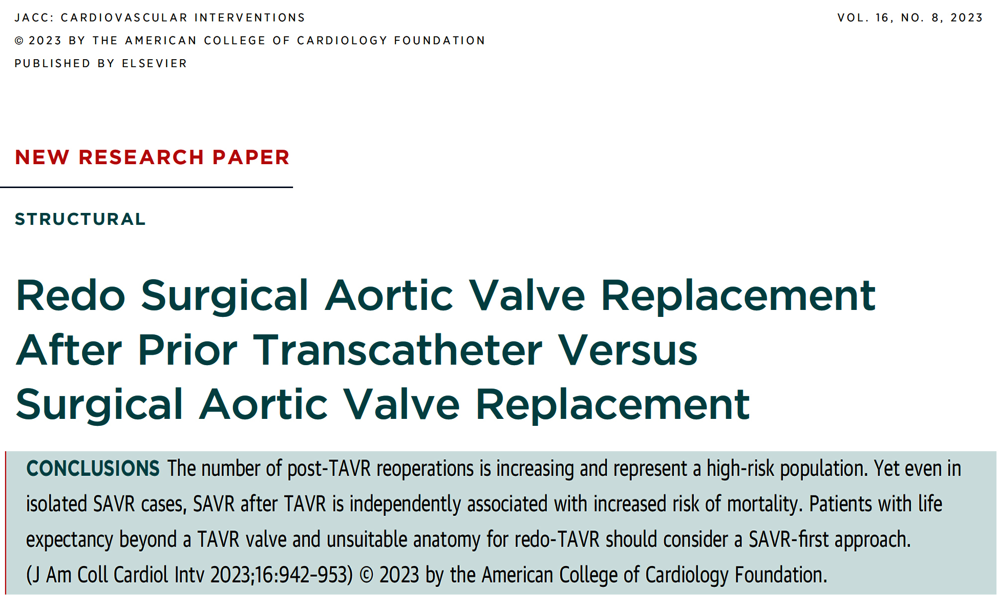 JACC: CARDIOVASCULAR INTERVENTIONS
VOL. 16, NO. 8, 2023
© 2023 BY THE AMERICAN COLLEGE OF CARDIOLOGY FOUNDATION
PUBLISHED BY ELSEVIER
NEW RESEARCH PAPER
STRUCTURAL
Redo Surgical Aortic Valve Replacement
After Prior Transcatheter Versus
Surgical Aortic Valve Replacement
CONCLUSIONS The number of post-TAVR reoperations is increasing and represent a high-risk population. Yet even in
isolated SAVR cases, SAVR after TAVR is independently associated with increased risk of mortality. Patients with life
expectancy beyond a TAVR valve and unsuitable anatomy for redo-TAVR should consider a SAVR-first approach.
(J Am Coll Cardiol Intv 2023;16:942–953) © 2023 by the American College of Cardiology Foundation.